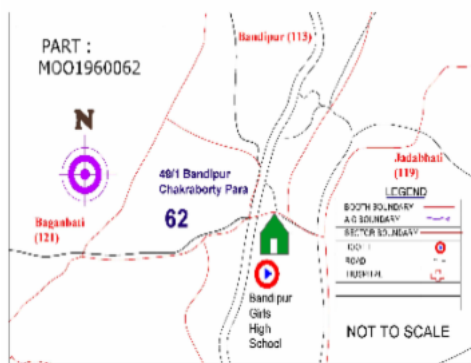 PART :
MOO1960062
Bandipur (113)
N
49/1 Bandipur
Chakraborty Para
62
Jadabhati
(119)
Baganbati
(121)
LEGEND
BOOTH BOUNDARY
A C BOUNDARY
SECTOR BOUNDARY
ROAD
HOSPITAL
Bandipur
Girls
High
School
NOT TO SCALE